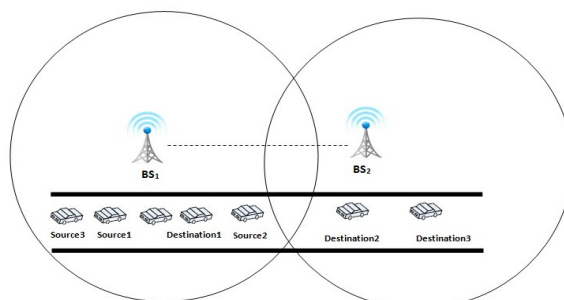 BS₁
BS₂
Source3 Source1 Destination1 Source2 Destination2 Destination3